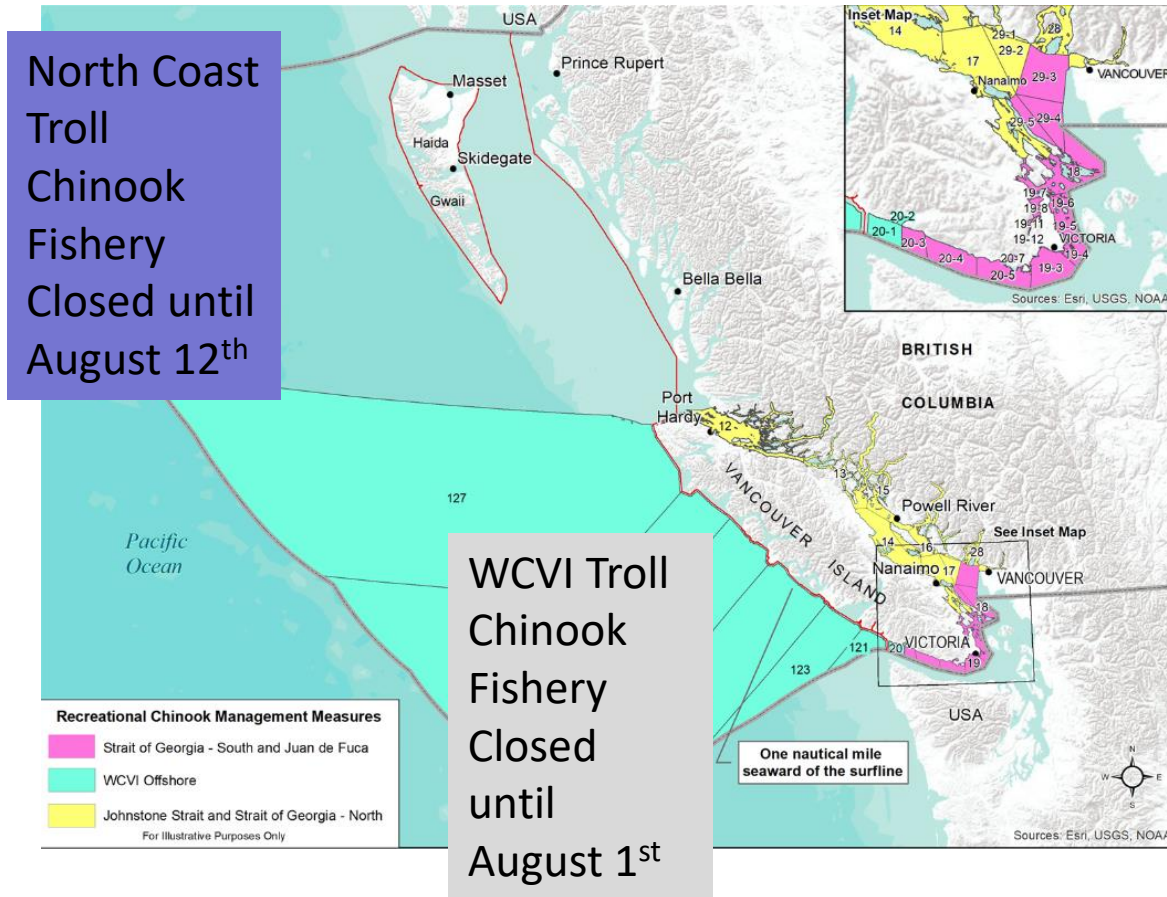 USA
Prince Rupert
Masset
Haida
Skidegate
Gwaii
Bella Bella
BRITISH
COLUMBIA
Port
Hardy
12
VANCOUVER
ISLAND
13
15
Powell River
See Inset Map
14
16
28
Nanaimo
17
VANCOUVER
18
VICTORIA
19
20
121
123
127
USA
Pacific
Ocean
North Coast
Troll
Chinook
Fishery
Closed until
August 12th
WCVI Troll
Chinook
Fishery
Closed
until
August 1st
One nautical mile
seaward of the surfline
Recreational Chinook Management Measures
Strait of Georgia - South and Juan de Fuca
WCVI Offshore
Johnstone Strait and Strait of Georgia - North
For Illustrative Purposes Only
N
W
E
S
Sources: Esri, USGS, NOAA
Inset Map
14
29-1
28
29-2
17
VANCOUVER
Nanaimo
29-3
29-4
29-5
18
19-7
19-8
19-6
19-11
19-5
19-12
VICTORIA
19-4
20-2
20-1
20-3
20-4
20-7
20-5
19-3
Sources: Esri, USGS, NOAA